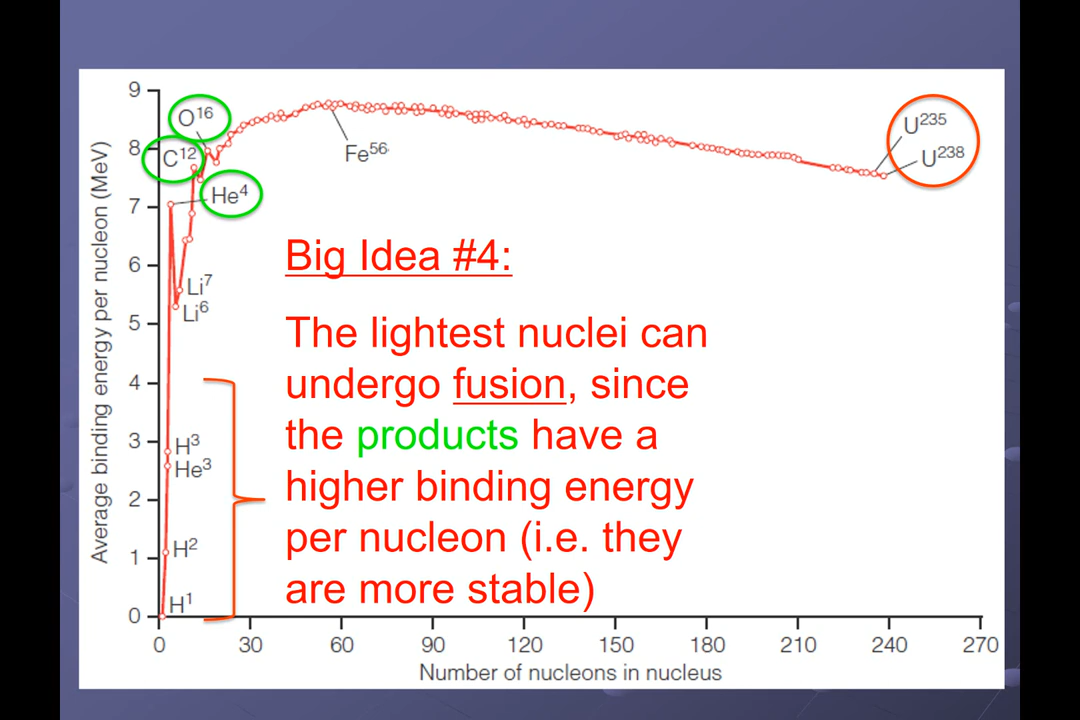 9
O16
U235
8
C12
Fe56
U238
He4
7
Big Idea #4:
6
Li7
Li6
The lightest nuclei can
5
undergo fusion, since
4
the products have a
3
H3
He3
higher binding energy
2
per nucleon (i.e. they
1
H2
are more stable)
H1
0
0 30 60 90 120 150 180 210 240 270
Number of nucleons in nucleus
Average binding energy per nucleon (MeV)